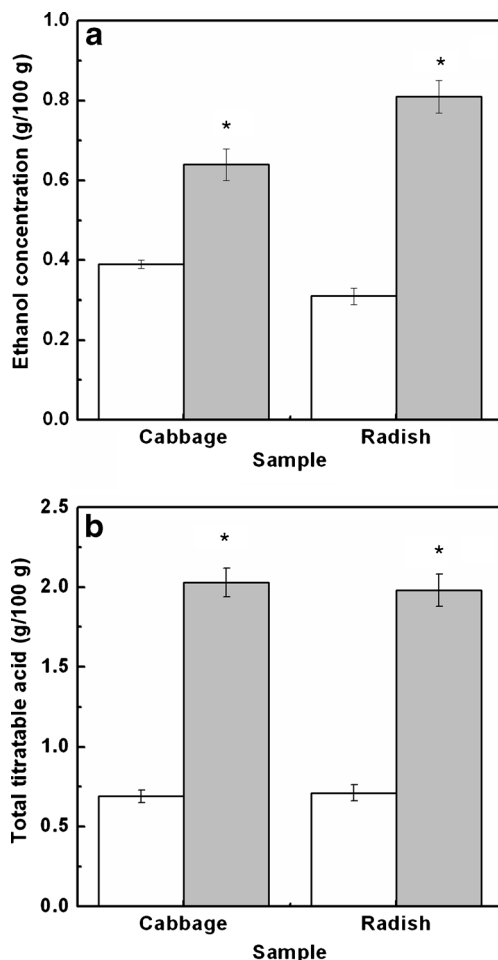 a
Ethanol concentration (g/100 g)
1.0
0.8
0.6
0.4
0.2
0.0
*
*
Cabbage Radish
Sample
b
Total titratable acid (g/100 g)
2.5
2.0
1.5
1.0
0.5
0.0
*
*
Cabbage Radish
Sample